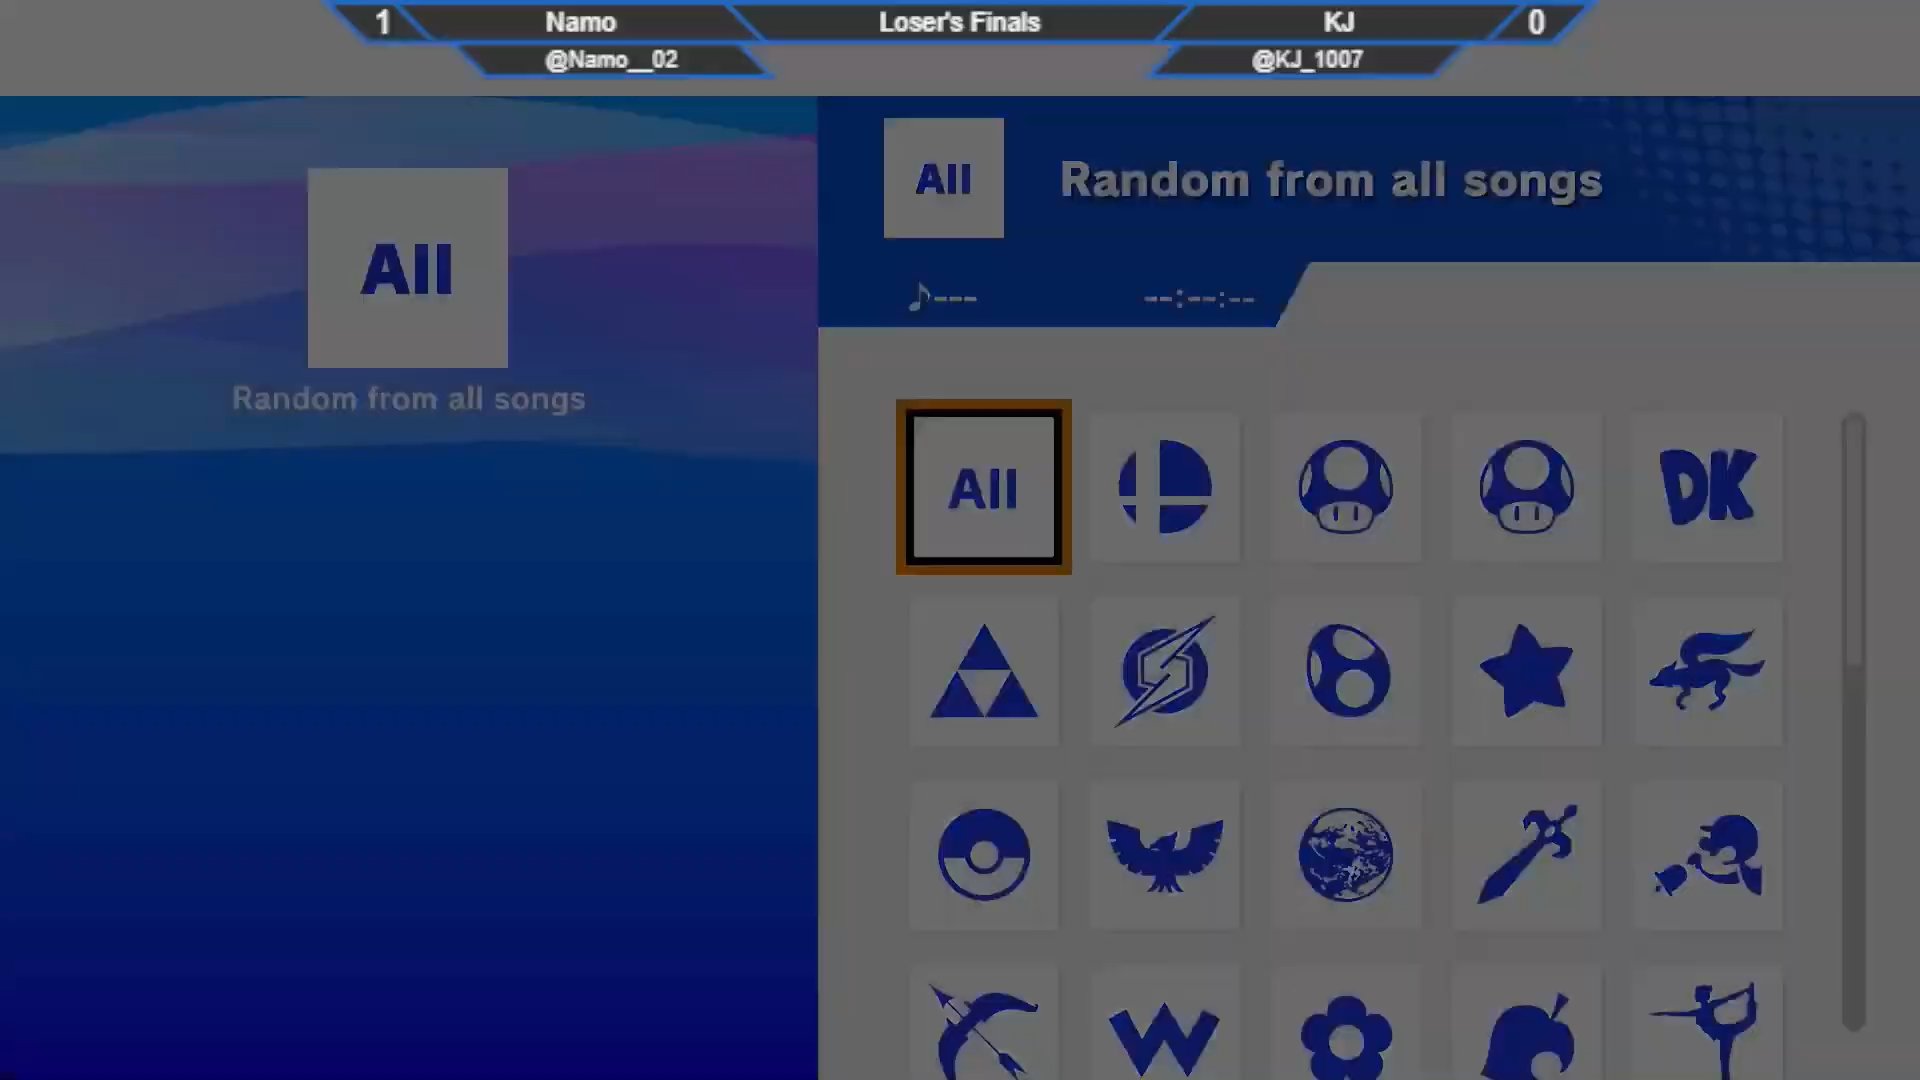 1 Namo Loser's Finals KJ 0
@Namo__02 @KJ_1007
All Random from all songs
All
♪--- --:--:--
Random from all songs
All DK